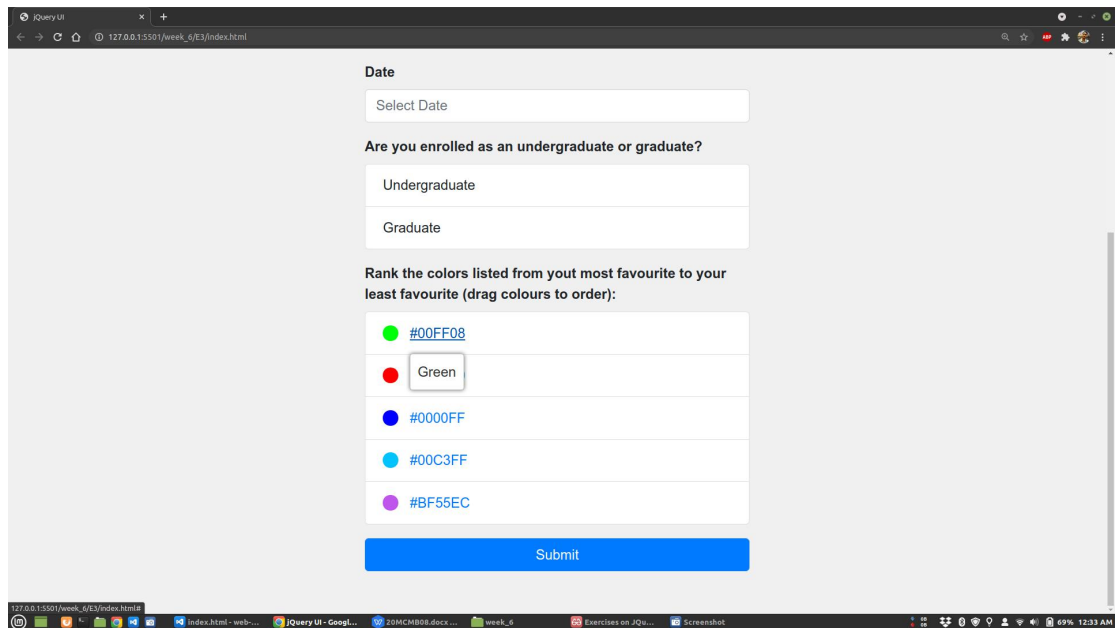 jQuery UI
127.0.0.1:5501/week_6/E3/index.html
ABP
Date
Select Date
Are you enrolled as an undergraduate or graduate?
Undergraduate
Graduate
Rank the colors listed from yout most favourite to your
least favourite (drag colours to order):
#00FF08
Green
#0000FF
#00C3FF
#BF55EC
Submit
127.0.0.1:5501/week_6/E3/index.html#
index.html - web-... jQuery UI - Googl... 20MCMB08.docx ... week_6 Exercises on JQu... Screenshot 69% 12:33 AM